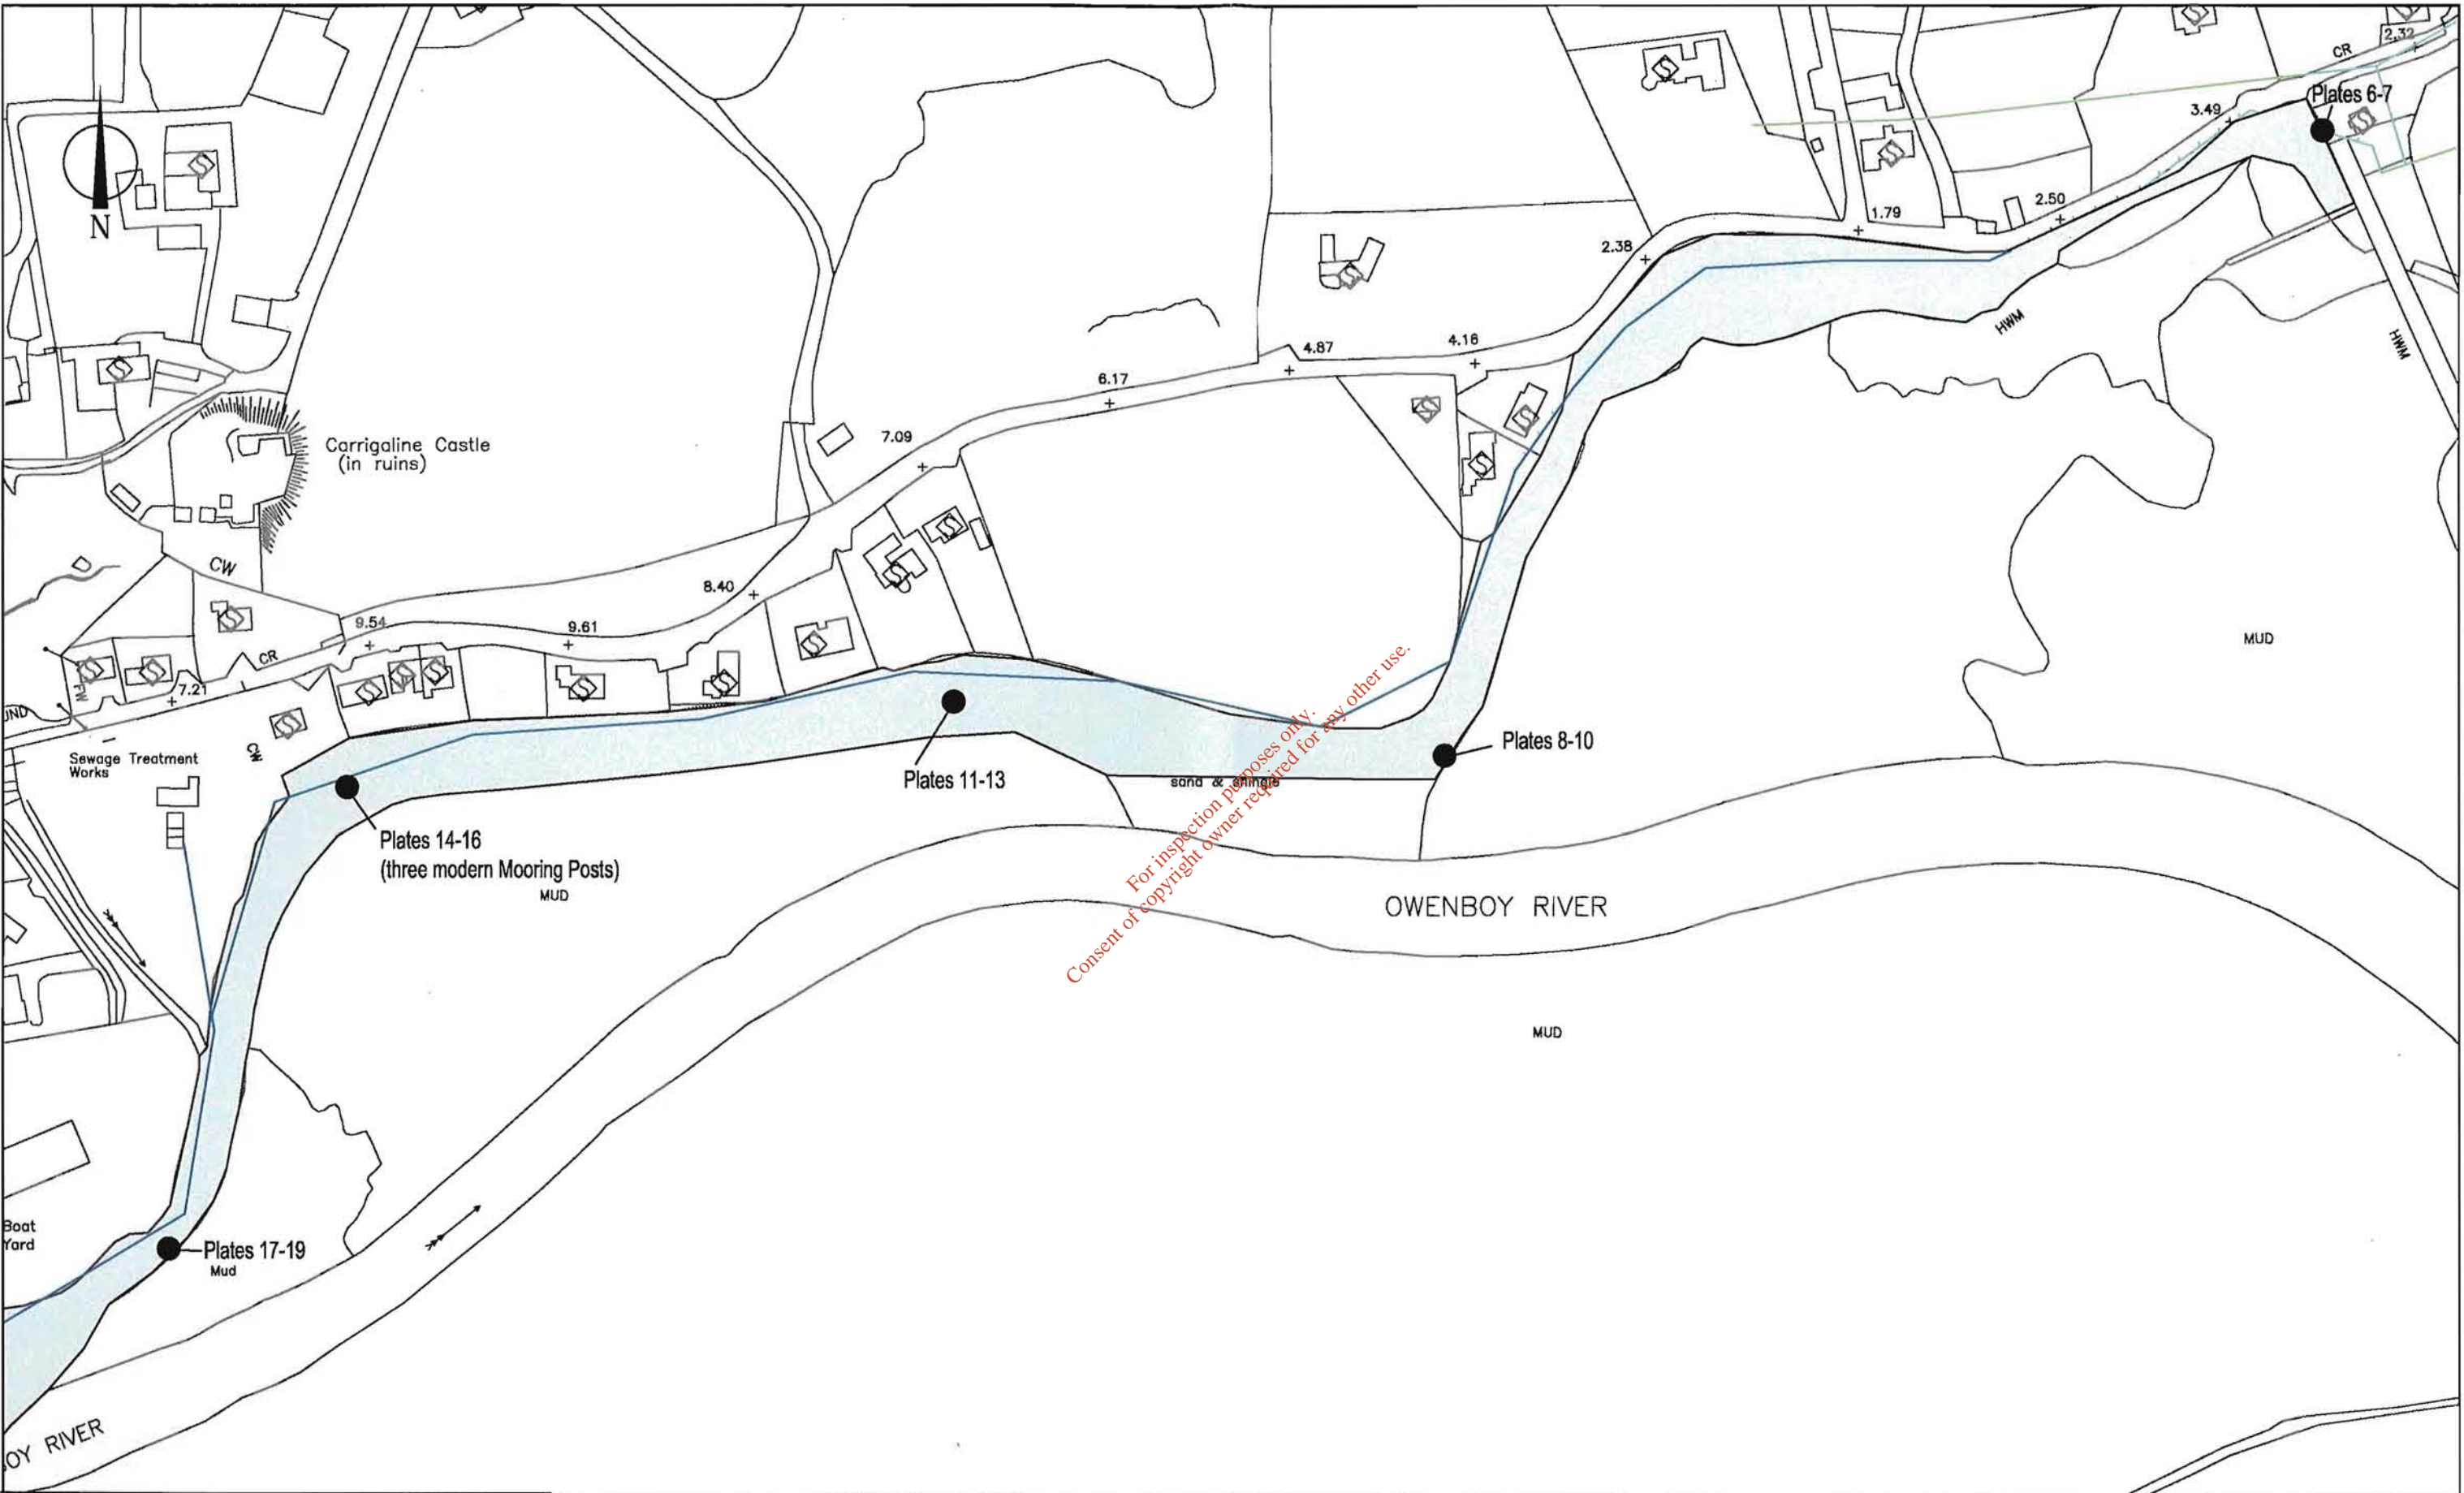 2.32
CR
Plates 6-7
3.49
N
2.50
1.79
2.38
HWM
HWM
4.87
4.16
6.17
7.09
Carrigaline Castle
(in ruins)
CW
8.40
9.54
9.61
CR
FW
7.21
UND
MUD
CW
Sewage Treatment
Works
Plates 8-10
Plates 11-13
sand & shingle
For inspection purposes only.
Consent of copyright owner required for any other use.
Plates 14-16
(three modern Mooring Posts)
MUD
OWENBOY RIVER
MUD
Boat
Yard
Plates 17-19
Mud
OY RIVER